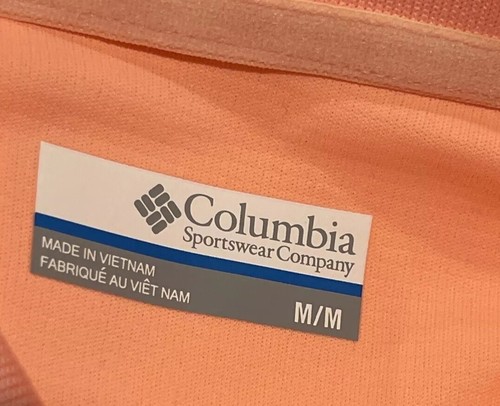 Columbia
Sportswear Company
MADE IN VIETNAM
FABRIQUÉ AU VIÊT NAM
M/M